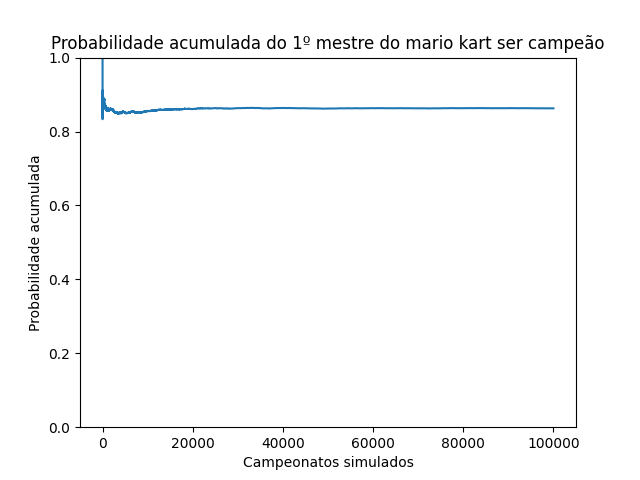 Probabilidade acumulada do 1º mestre do mario kart ser campeão
1.0
0.8
0.6
0.4
0.2
0.0
Probabilidade acumulada
0 20000 40000 60000 80000 100000
Campeonatos simulados